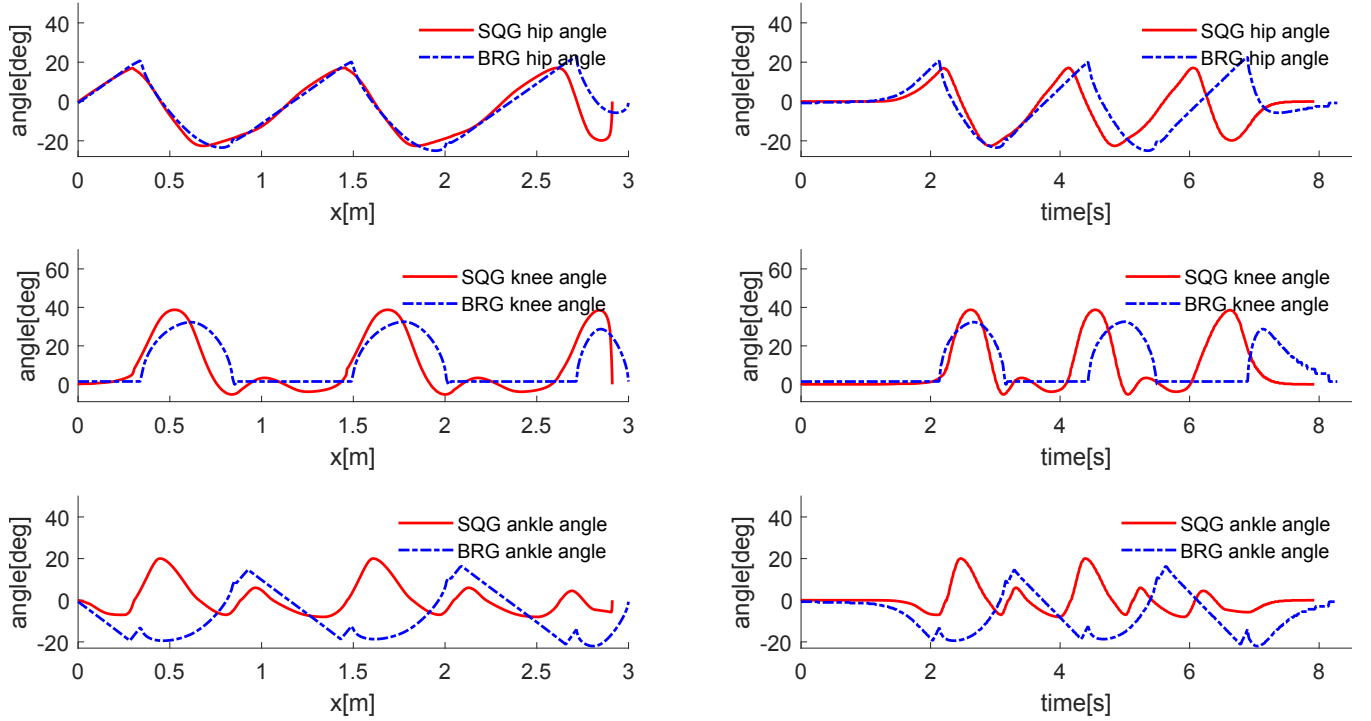 angle[deg]
40
20
0
-20
SQG hip angle
BRG hip angle
0 0.5 1 1.5 2 2.5 3
x[m]
angle[deg]
40
20
0
-20
SQG hip angle
BRG hip angle
0 2 4 6 8
time[s]
angle[deg]
60
40
20
0
SQG knee angle
BRG knee angle
0 0.5 1 1.5 2 2.5 3
x[m]
angle[deg]
60
40
20
0
SQG knee angle
BRG knee angle
0 2 4 6 8
time[s]
angle[deg]
40
20
0
-20
SQG ankle angle
BRG ankle angle
0 0.5 1 1.5 2 2.5 3
x[m]
angle[deg]
40
20
0
-20
SQG ankle angle
BRG ankle angle
0 2 4 6 8
time[s]